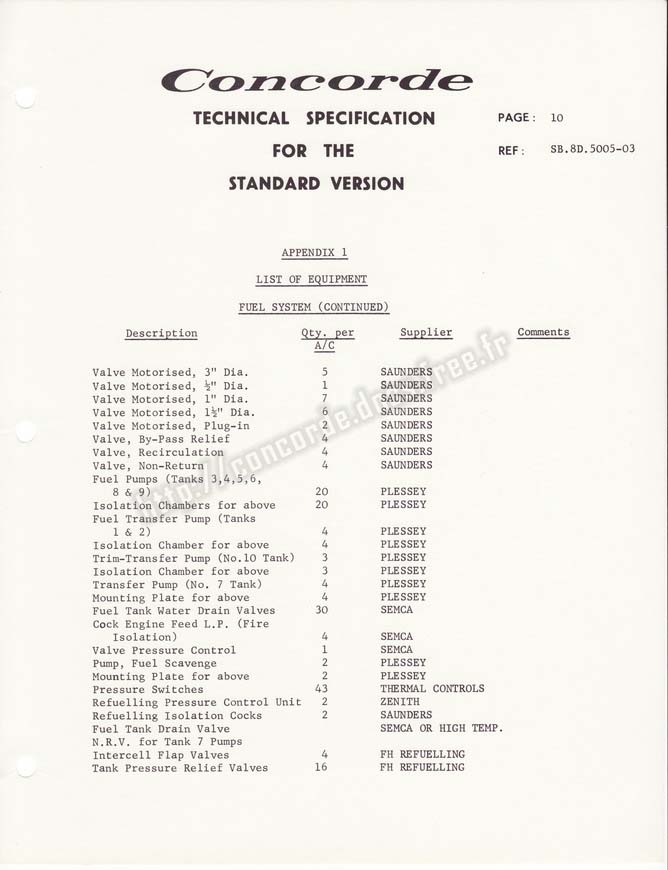 Concorde
TECHNICAL SPECIFICATION
FOR THE
STANDARD VERSION
PAGE: 10
REF: SB.8D.5005-03
APPENDIX 1
LIST OF EQUIPMENT
FUEL SYSTEM (CONTINUED)
Description Qty. per A/C Supplier Comments
Valve Motorised, 3" Dia. 5 SAUNDERS
Valve Motorised, ½" Dia. 1 SAUNDERS
Valve Motorised, 1" Dia. 7 SAUNDERS
Valve Motorised, 1½" Dia. 6 SAUNDERS
Valve Motorised, Plug-in 2 SAUNDERS
Valve, By-Pass Relief 4 SAUNDERS
Valve, Recirculation 4 SAUNDERS
Valve, Non-Return 4 SAUNDERS
Fuel Pumps (Tanks 3,4,5,6,
8 & 9) 20 PLESSEY
Isolation Chambers for above 20 PLESSEY
Fuel Transfer Pump (Tanks
1 & 2) 4 PLESSEY
Isolation Chamber for above 4 PLESSEY
Trim-Transfer Pump (No.10 Tank) 3 PLESSEY
Isolation Chamber for above 3 PLESSEY
Transfer Pump (No. 7 Tank) 4 PLESSEY
Mounting Plate for above 4 PLESSEY
Fuel Tank Water Drain Valves 30 SEMCA
Cock Engine Feed L.P. (Fire
Isolation) 4 SEMCA
Valve Pressure Control 1 SEMCA
Pump, Fuel Scavenge 2 PLESSEY
Mounting Plate for above 2 PLESSEY
Pressure Switches 43 THERMAL CONTROLS
Refuelling Pressure Control Unit 2 ZENITH
Refuelling Isolation Cocks 2 SAUNDERS
Fuel Tank Drain Valve SEMCA OR HIGH TEMP.
N.R.V. for Tank 7 Pumps
Intercell Flap Valves 4 FH REFUELLING
Tank Pressure Relief Valves 16 FH REFUELLING